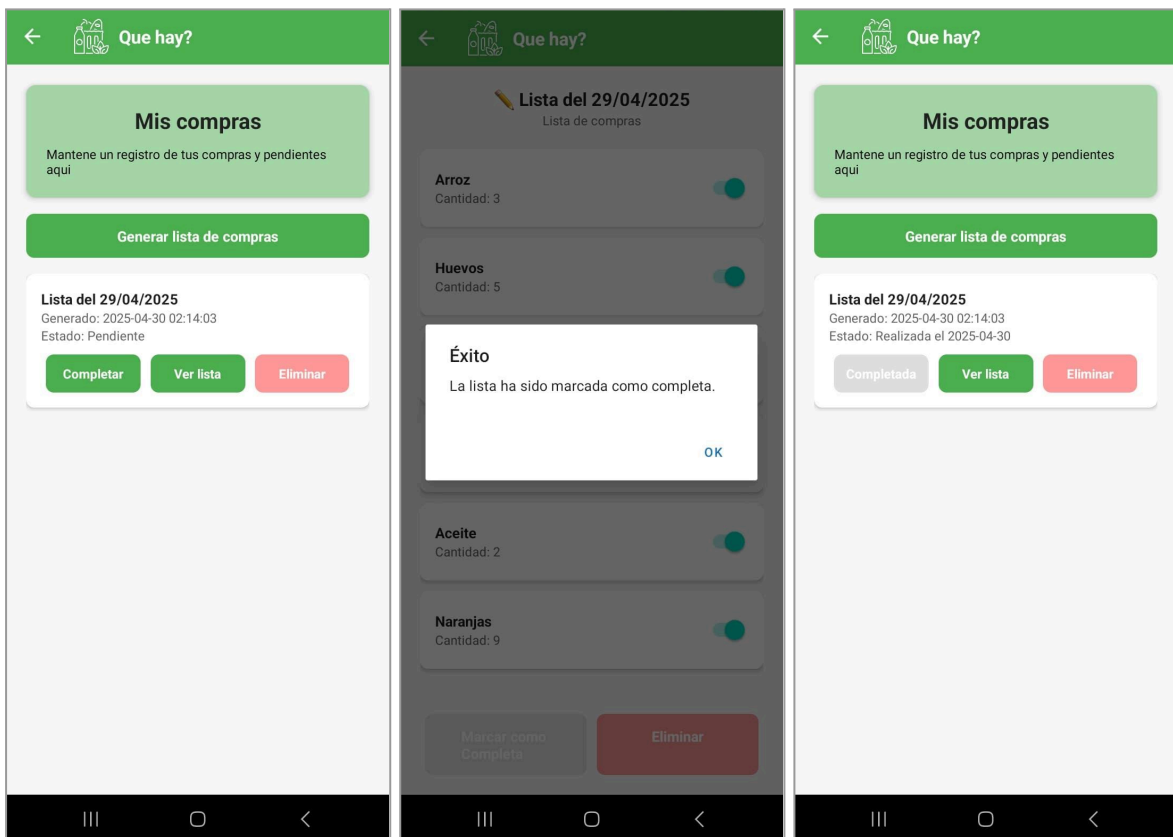 Que hay?
Mis compras
Mantene un registro de tus compras y pendientes
aqui
Generar lista de compras
Lista del 29/04/2025
Generado: 2025-04-30 02:14:03
Estado: Pendiente
Completar
Ver lista
Eliminar
Que hay?
Lista del 29/04/2025
Lista de compras
Arroz
Cantidad: 3
Huevos
Cantidad: 5
Éxito
La lista ha sido marcada como completa.
OK
Aceite
Cantidad: 2
Naranjas
Cantidad: 9
Marcar como
Completa
Eliminar
Que hay?
Mis compras
Mantene un registro de tus compras y pendientes
aqui
Generar lista de compras
Lista del 29/04/2025
Generado: 2025-04-30 02:14:03
Estado: Realizada el 2025-04-30
Completada
Ver lista
Eliminar